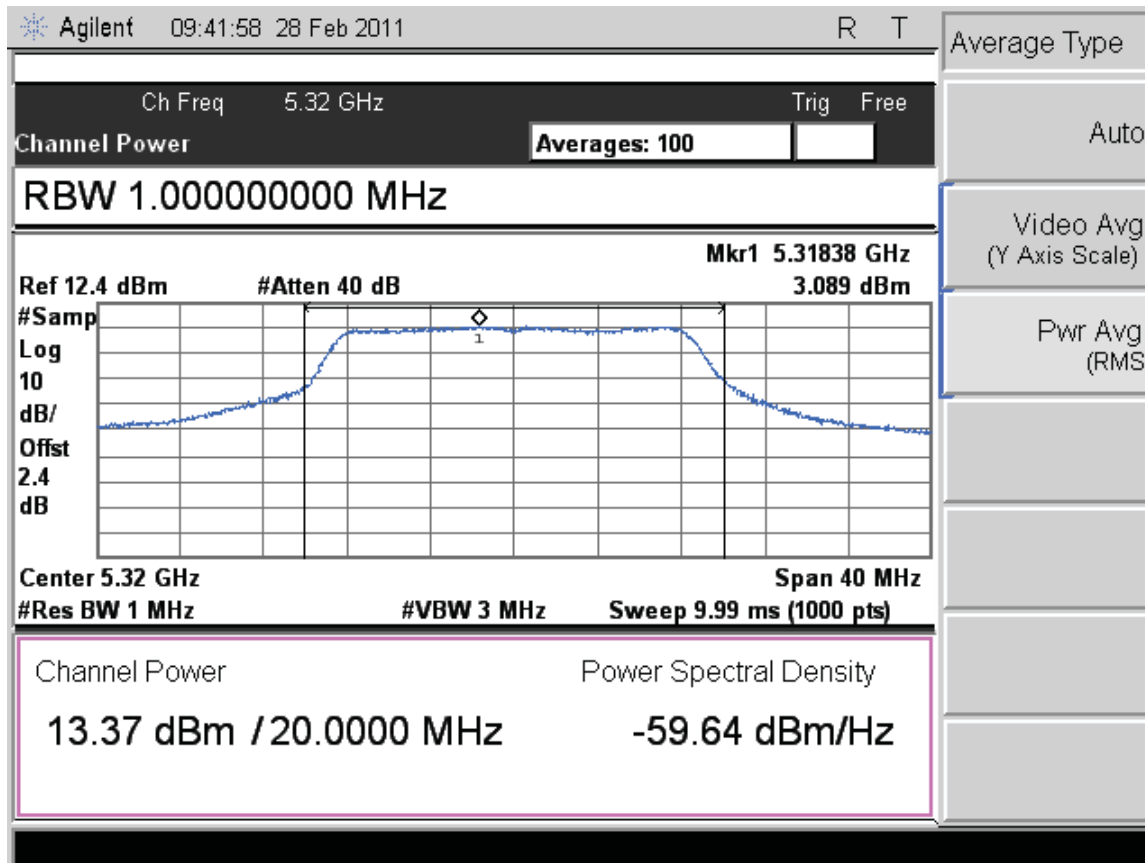 Agilent 09:41:58 28 Feb 2011 R T
Average Type
Ch Freq 5.32 GHz Trig Free
Channel Power Averages: 100
Auto
RBW 1.000000000 MHz
Video Avg
(Y Axis Scale)
Mkr1 5.31838 GHz
Ref 12.4 dBm #Atten 40 dB 3.089 dBm
#Samp
Log
10
dB/
Offst
2.4
dB
1
Pwr Avg
(RMS
Center 5.32 GHz Span 40 MHz
#Res BW 1 MHz #VBW 3 MHz Sweep 9.99 ms (1000 pts)
Channel Power Power Spectral Density
13.37 dBm / 20.0000 MHz -59.64 dBm/Hz